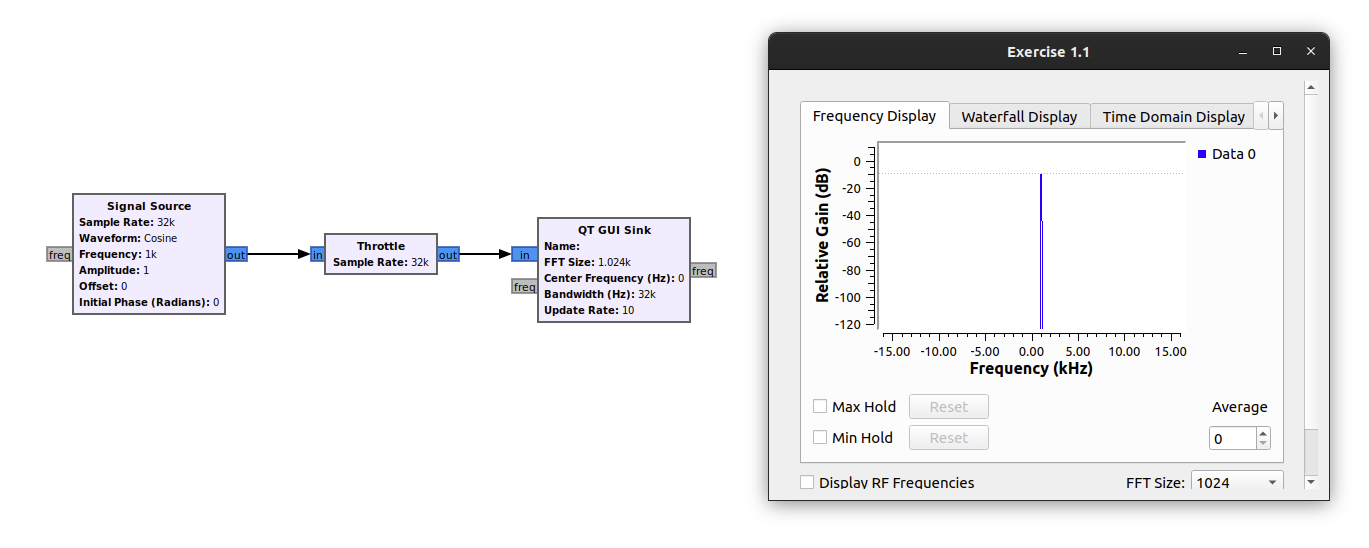 Signal Source
Sample Rate: 32k
Waveform: Cosine
Frequency: 1k
Amplitude: 1
Offset: 0
Initial Phase (Radians): 0
freq
out
in
Throttle
Sample Rate: 32k
out
in
freq
QT GUI Sink
Name:
FFT Size: 1.024k
Center Frequency (Hz): 0
Bandwidth (Hz): 32k
Update Rate: 10
freq
Exercise 1.1
Frequency Display
Waterfall Display
Time Domain Display
Relative Gain (dB)
0
-20
-40
-60
-80
-100
-120
Data 0
-15.00 -10.00 -5.00 0.00 5.00 10.00 15.00
Frequency (kHz)
Max Hold Reset Average
Min Hold Reset 0
Display RF Frequencies FFT Size: 1024